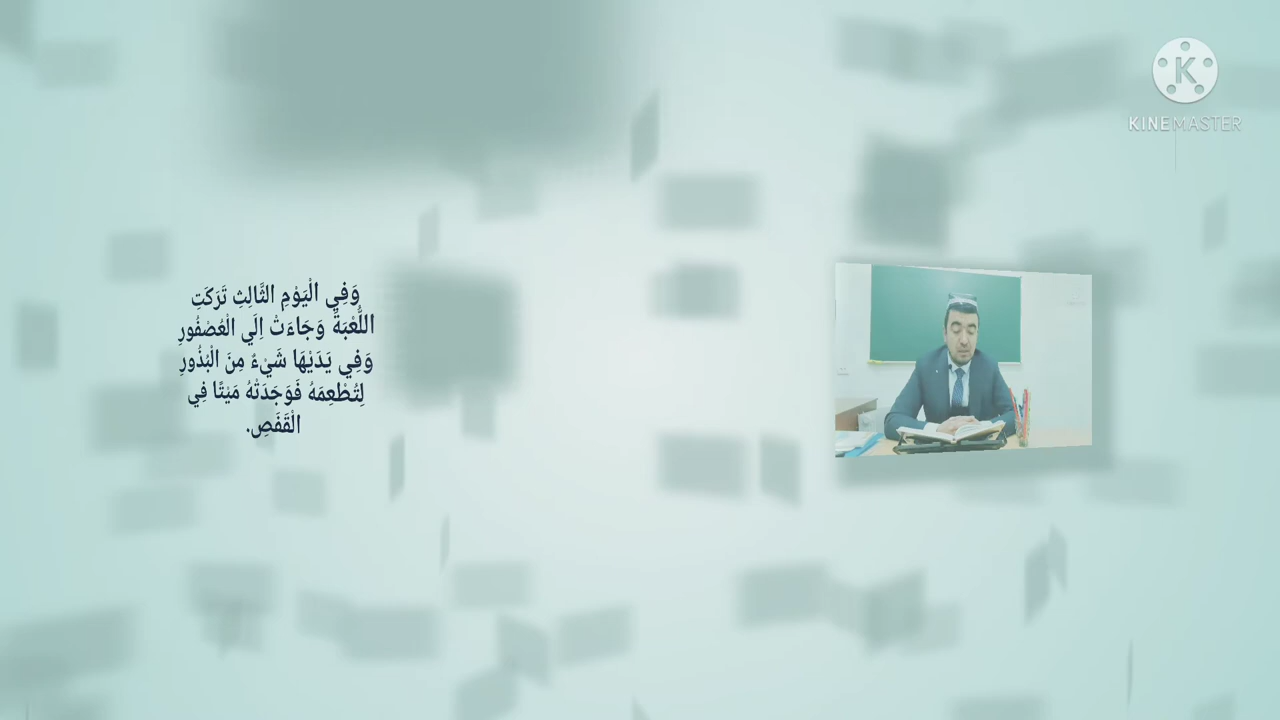 وَفِي الْيَوْمِ الثَّالِثِ تَرَكَتِ
اللُّعْبَةَ وَجَاءَتْ اِلَي الْعُصْفُورِ
وَفِي يَدَيْهَا شَيْءٌ مِنَ الْبُذُورِ
لِتُطْعِمَهُ فَوَجَدَتْهُ مَيْتًا فِي
الْقَفَصِ.
K
KINEMASTER